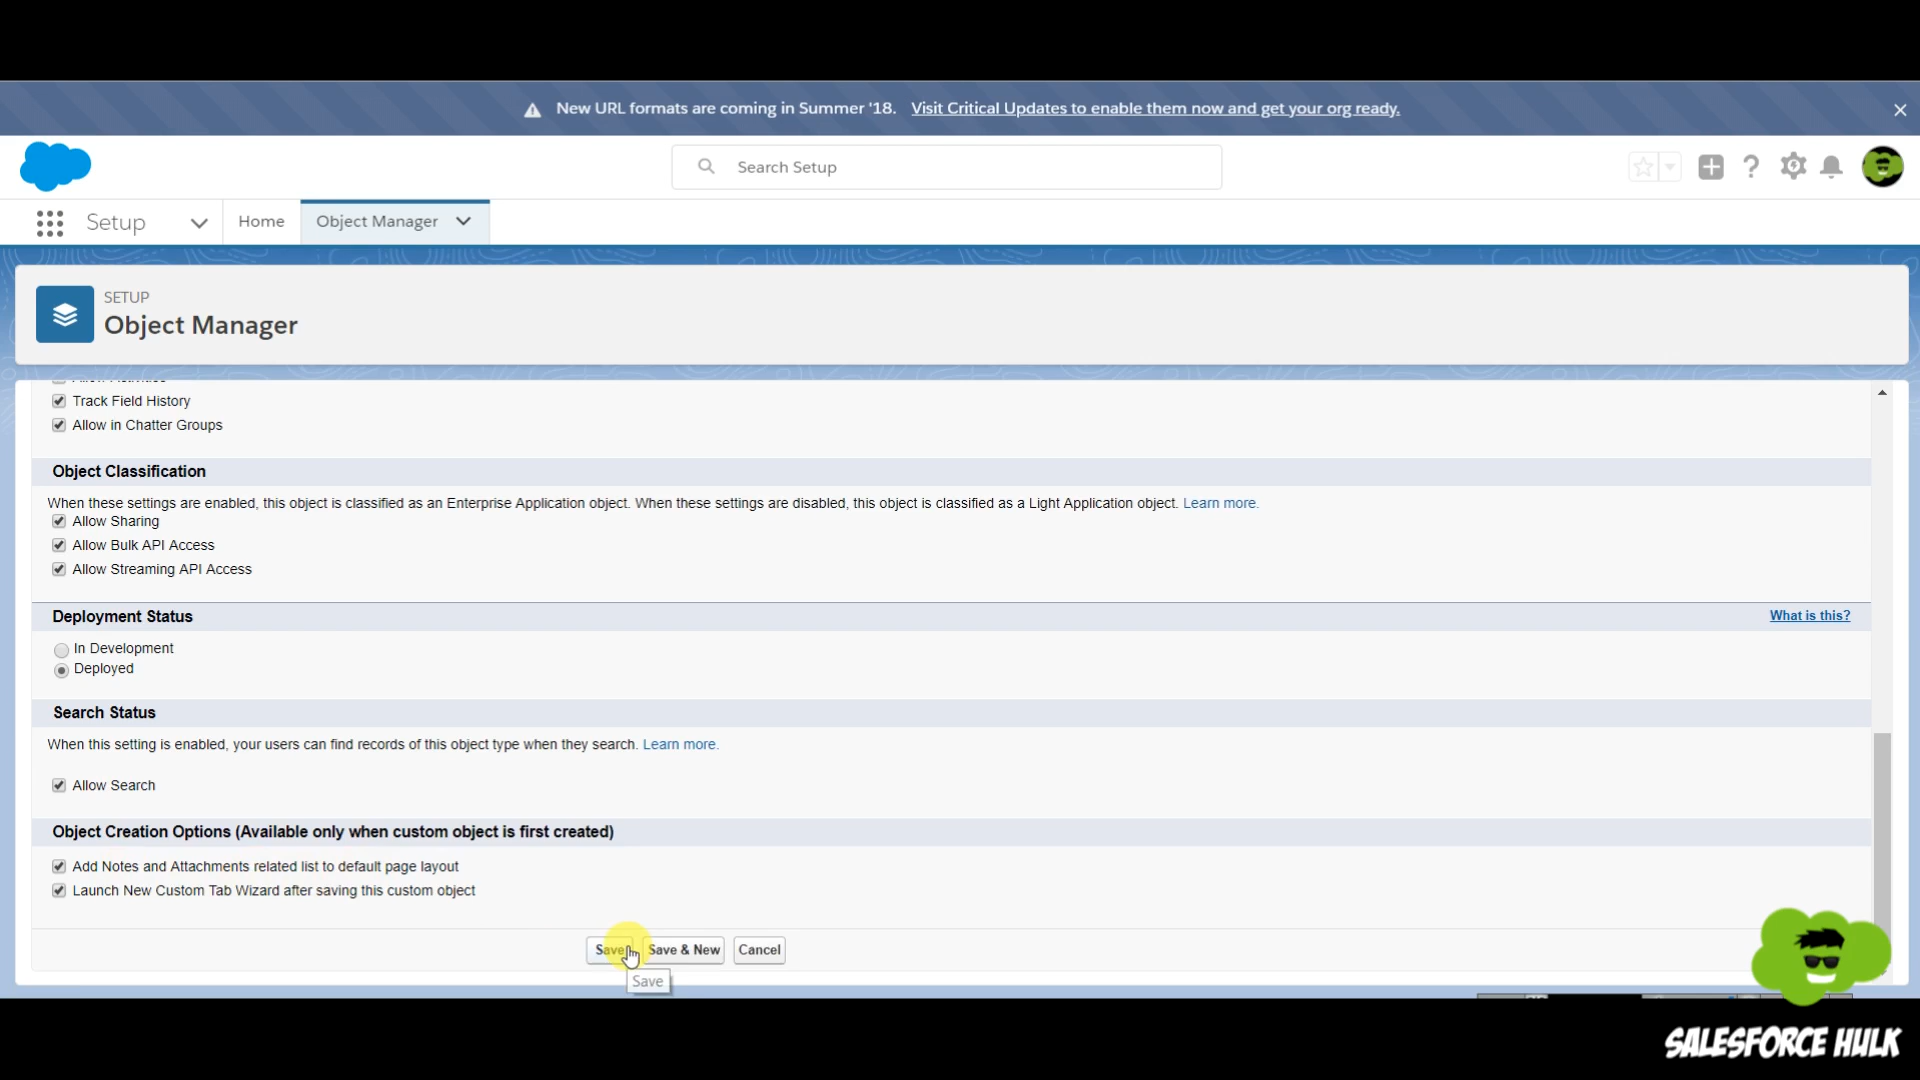 New URL formats are coming in Summer '18. Visit Critical Updates to enable them now and get your org ready.
Search Setup
Setup
Home
Object Manager
SETUP
Object Manager
Track Field History
Allow in Chatter Groups
Object Classification
When these settings are enabled, this object is classified as an Enterprise Application object. When these settings are disabled, this object is classified as a Light Application object. Learn more.
Allow Sharing
Allow Bulk API Access
Allow Streaming API Access
Deployment Status
What is this?
In Development
Deployed
Search Status
When this setting is enabled, your users can find records of this object type when they search. Learn more.
Allow Search
Object Creation Options (Available only when custom object is first created)
Add Notes and Attachments related list to default page layout
Launch New Custom Tab Wizard after saving this custom object
Save
Save & New
Cancel
Save
SALESFORCE HULK